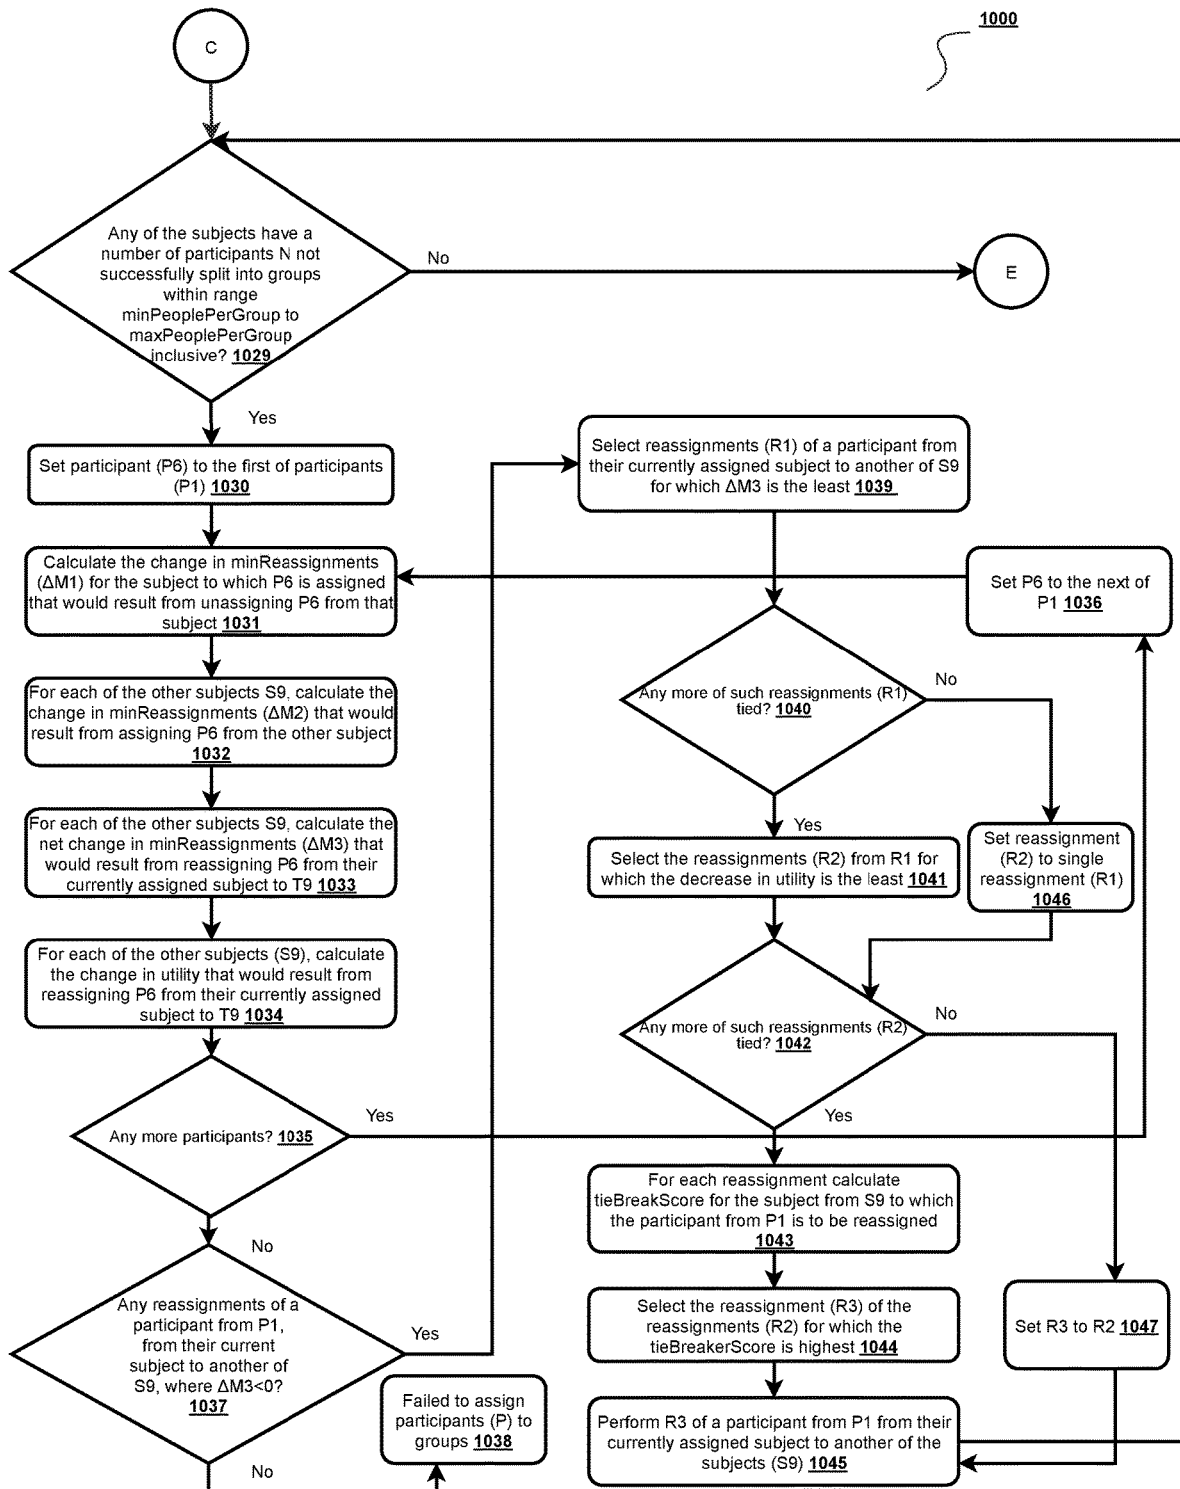 1000
C
Any of the subjects have a
number of participants N not
successfully split into groups
within range
minPeoplePerGroup to
maxPeoplePerGroup
inclusive? 1029
No
E
Yes
Set participant (P6) to the first of participants
(P1) 1030
Calculate the change in minReassignments
(ΔM1) for the subject to which P6 is assigned
that would result from unassigning P6 from that
subject 1031
For each of the other subjects S9, calculate the
change in minReassignments (ΔM2) that would
result from assigning P6 from the other subject
1032
For each of the other subjects S9, calculate the
net change in minReassignments (ΔM3) that
would result from reassigning P6 from their
currently assigned subject to T9 1033
For each of the other subjects (S9), calculate
the change in utility that would result from
reassigning P6 from their currently assigned
subject to T9 1034
Any more participants? 1035
Yes
No
Any reassignments of a
participant from P1,
from their current
subject to another of
S9, where ΔM3<0?
1037
Yes
No
Failed to assign
participants (P) to
groups 1038
Select reassignments (R1) of a participant from
their currently assigned subject to another of S9
for which ΔM3 is the least 1039
Set P6 to the next of
P1 1036
Any more of such reassignments (R1)
tied? 1040
No
Yes
Select the reassignments (R2) from R1 for
which the decrease in utility is the least 1041
Set reassignment
(R2) to single
reassignment (R1)
1046
Any more of such reassignments (R2)
tied? 1042
No
Yes
For each reassignment calculate
tieBreakScore for the subject from S9 to which
the participant from P1 is to be reassigned
1043
Select the reassignment (R3) of the
reassignments (R2) for which the
tieBreakerScore is highest 1044
Set R3 to R2 1047
Perform R3 of a participant from P1 from their
currently assigned subject to another of the
subjects (S9) 1045